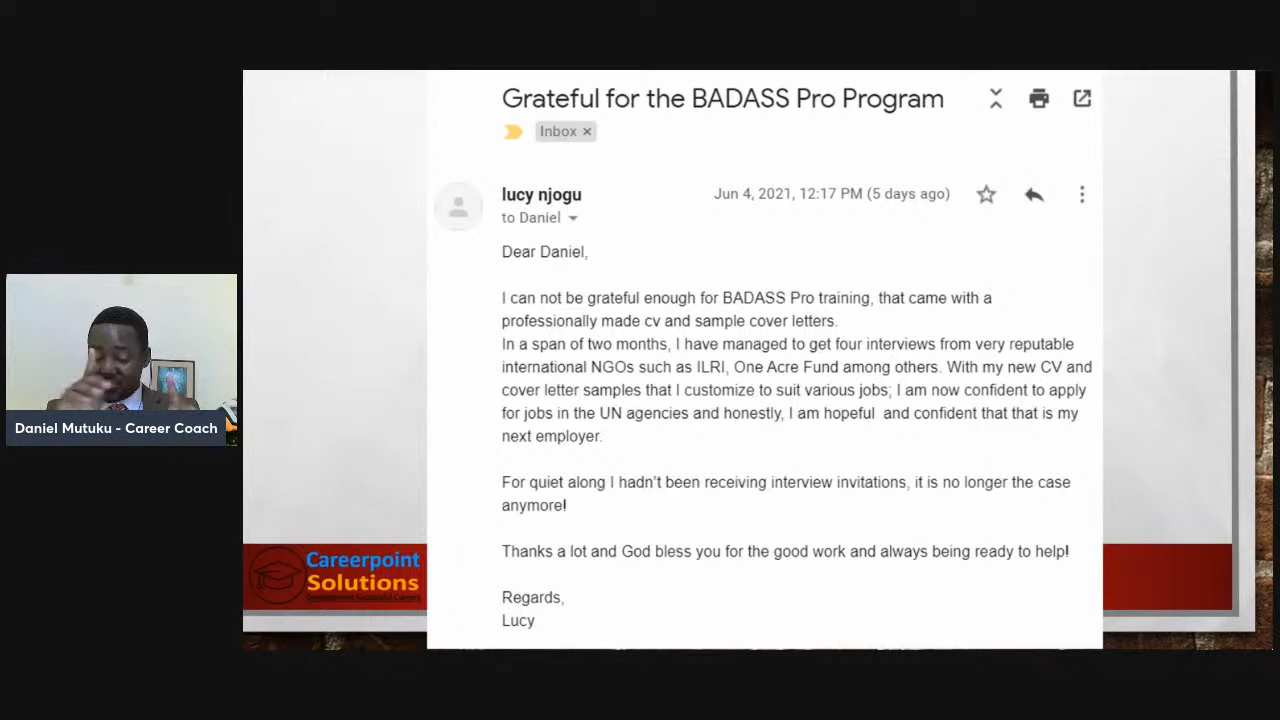 Grateful for the BADASS Pro Program
Inbox ×
lucy njogu
Jun 4, 2021, 12:17 PM (5 days ago)
to Daniel
Dear Daniel,
I can not be grateful enough for BADASS Pro training, that came with a
professionally made cv and sample cover letters.
In a span of two months, I have managed to get four interviews from very reputable
international NGOs such as ILRI, One Acre Fund among others. With my new CV and
cover letter samples that I customize to suit various jobs; I am now confident to apply
for jobs in the UN agencies and honestly, I am hopeful and confident that that is my
next employer.
For quiet along I hadn't been receiving interview invitations, it is no longer the case
anymore!
Thanks a lot and God bless you for the good work and always being ready to help!
Regards,
Lucy
Daniel Mutuku - Career Coach
Careerpoint
Solutions
Development Successful Careers